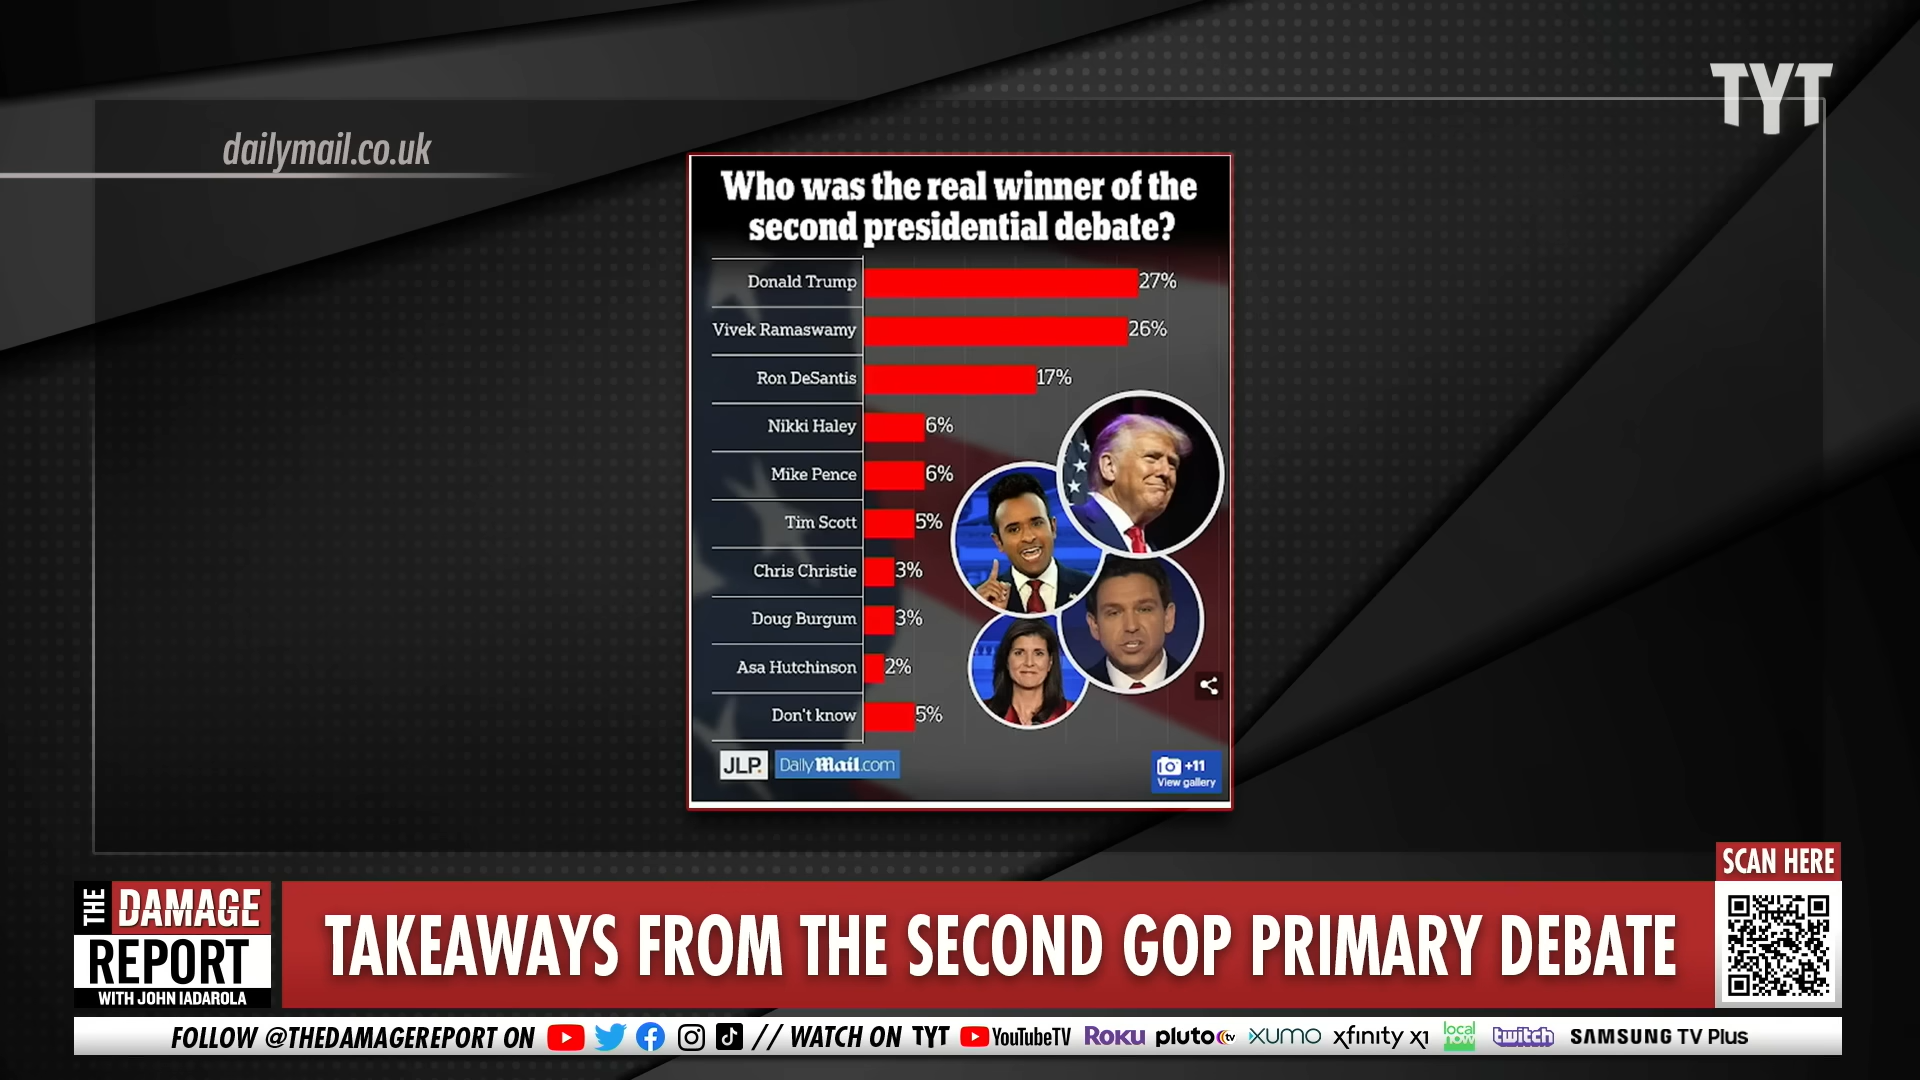 TYT
dailymail.co.uk
Who was the real winner of the
second presidential debate?
Donald Trump 27%
Vivek Ramaswamy 26%
Ron DeSantis 17%
Nikki Haley 6%
Mike Pence 6%
Tim Scott 5%
Chris Christie 3%
Doug Burgum 3%
Asa Hutchinson 2%
Don't know 5%
JLP. DailyMail.com
+11
View gallery
SCAN HERE
THE DAMAGE
REPORT
WITH JOHN IADAROLA
TAKEAWAYS FROM THE SECOND GOP PRIMARY DEBATE
FOLLOW @THEDAMAGEREPORT ON // WATCH ON TYT YouTubeTV ROKU pluto tv xumo xfinity x1 local now twitch SAMSUNG TV Plus